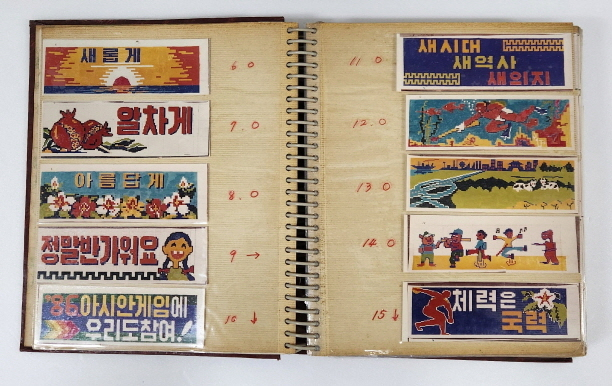 새롭게
6 0
알차게
7. 0
아름답게
8. 0
정말반가워요
9 →
'86아시안게임에
우리도참여!
10 ↓
11 0
새시대
새역사
새의지
12. 0
13 0
14 0
15 ↓
체력은
국력